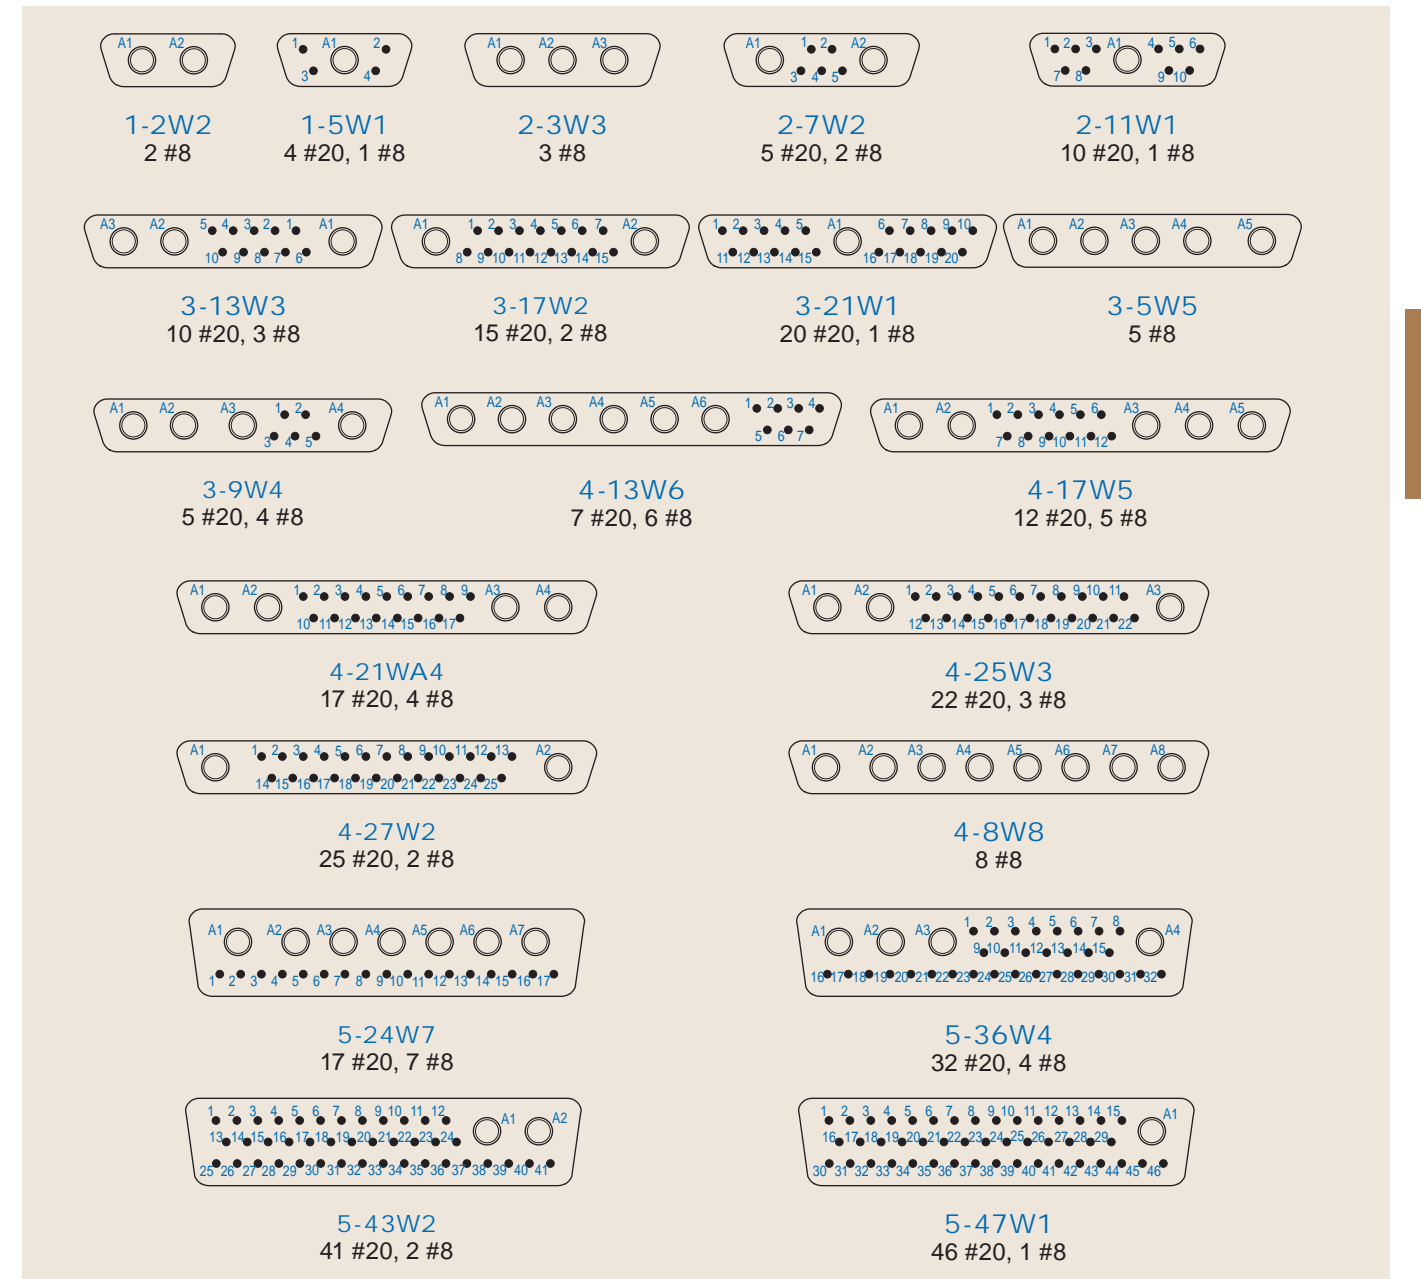 A1 A2
1 A1 2
3 4
A1 A2 A3
A1 1 2 A2
3 4 5
1 2 3 A1 4 5 6
7 8 9 10
1-2W2
2 #8
1-5W1
4 #20, 1 #8
2-3W3
3 #8
2-7W2
5 #20, 2 #8
2-11W1
10 #20, 1 #8
A3 A2 5 4 3 2 1 A1
10 9 8 7 6
A1 1 2 3 4 5 6 7 A2
8 9 10 11 12 13 14 15
1 2 3 4 5 A1 6 7 8 9 10
11 12 13 14 15 16 17 18 19 20
A1 A2 A3 A4 A5
3-13W3
10 #20, 3 #8
3-17W2
15 #20, 2 #8
3-21W1
20 #20, 1 #8
3-5W5
5 #8
A1 A2 A3 1 2 A4
3 4 5
A1 A2 A3 A4 A5 A6 1 2 3 4
5 6 7
A1 A2 1 2 3 4 5 6 A3 A4 A5
7 8 9 10 11 12
3-9W4
5 #20, 4 #8
4-13W6
7 #20, 6 #8
4-17W5
12 #20, 5 #8
A1 A2 1 2 3 4 5 6 7 8 9 A3 A4
10 11 12 13 14 15 16 17
A1 A2 1 2 3 4 5 6 7 8 9 10 11 A3
12 13 14 15 16 17 18 19 20 21 22
4-21WA4
17 #20, 4 #8
4-25W3
22 #20, 3 #8
A1 1 2 3 4 5 6 7 8 9 10 11 12 13 A2
14 15 16 17 18 19 20 21 22 23 24 25
A1 A2 A3 A4 A5 A6 A7 A8
4-27W2
25 #20, 2 #8
4-8W8
8 #8
A1 A2 A3 A4 A5 A6 A7
1 2 3 4 5 6 7 8 9 10 11 12 13 14 15 16 17
A1 A2 A3 1 2 3 4 5 6 7 8 A4
9 10 11 12 13 14 15
16 17 18 19 20 21 22 23 24 25 26 27 28 29 30 31 32
5-24W7
17 #20, 7 #8
5-36W4
32 #20, 4 #8
1 2 3 4 5 6 7 8 9 10 11 12 A1 A2
13 14 15 16 17 18 19 20 21 22 23 24
25 26 27 28 29 30 31 32 33 34 35 36 37 38 39 40 41
1 2 3 4 5 6 7 8 9 10 11 12 13 14 15 A1
16 17 18 19 20 21 22 23 24 25 26 27 28 29
30 31 32 33 34 35 36 37 38 39 40 41 42 43 44 45 46
5-43W2
41 #20, 2 #8
5-47W1
46 #20, 1 #8